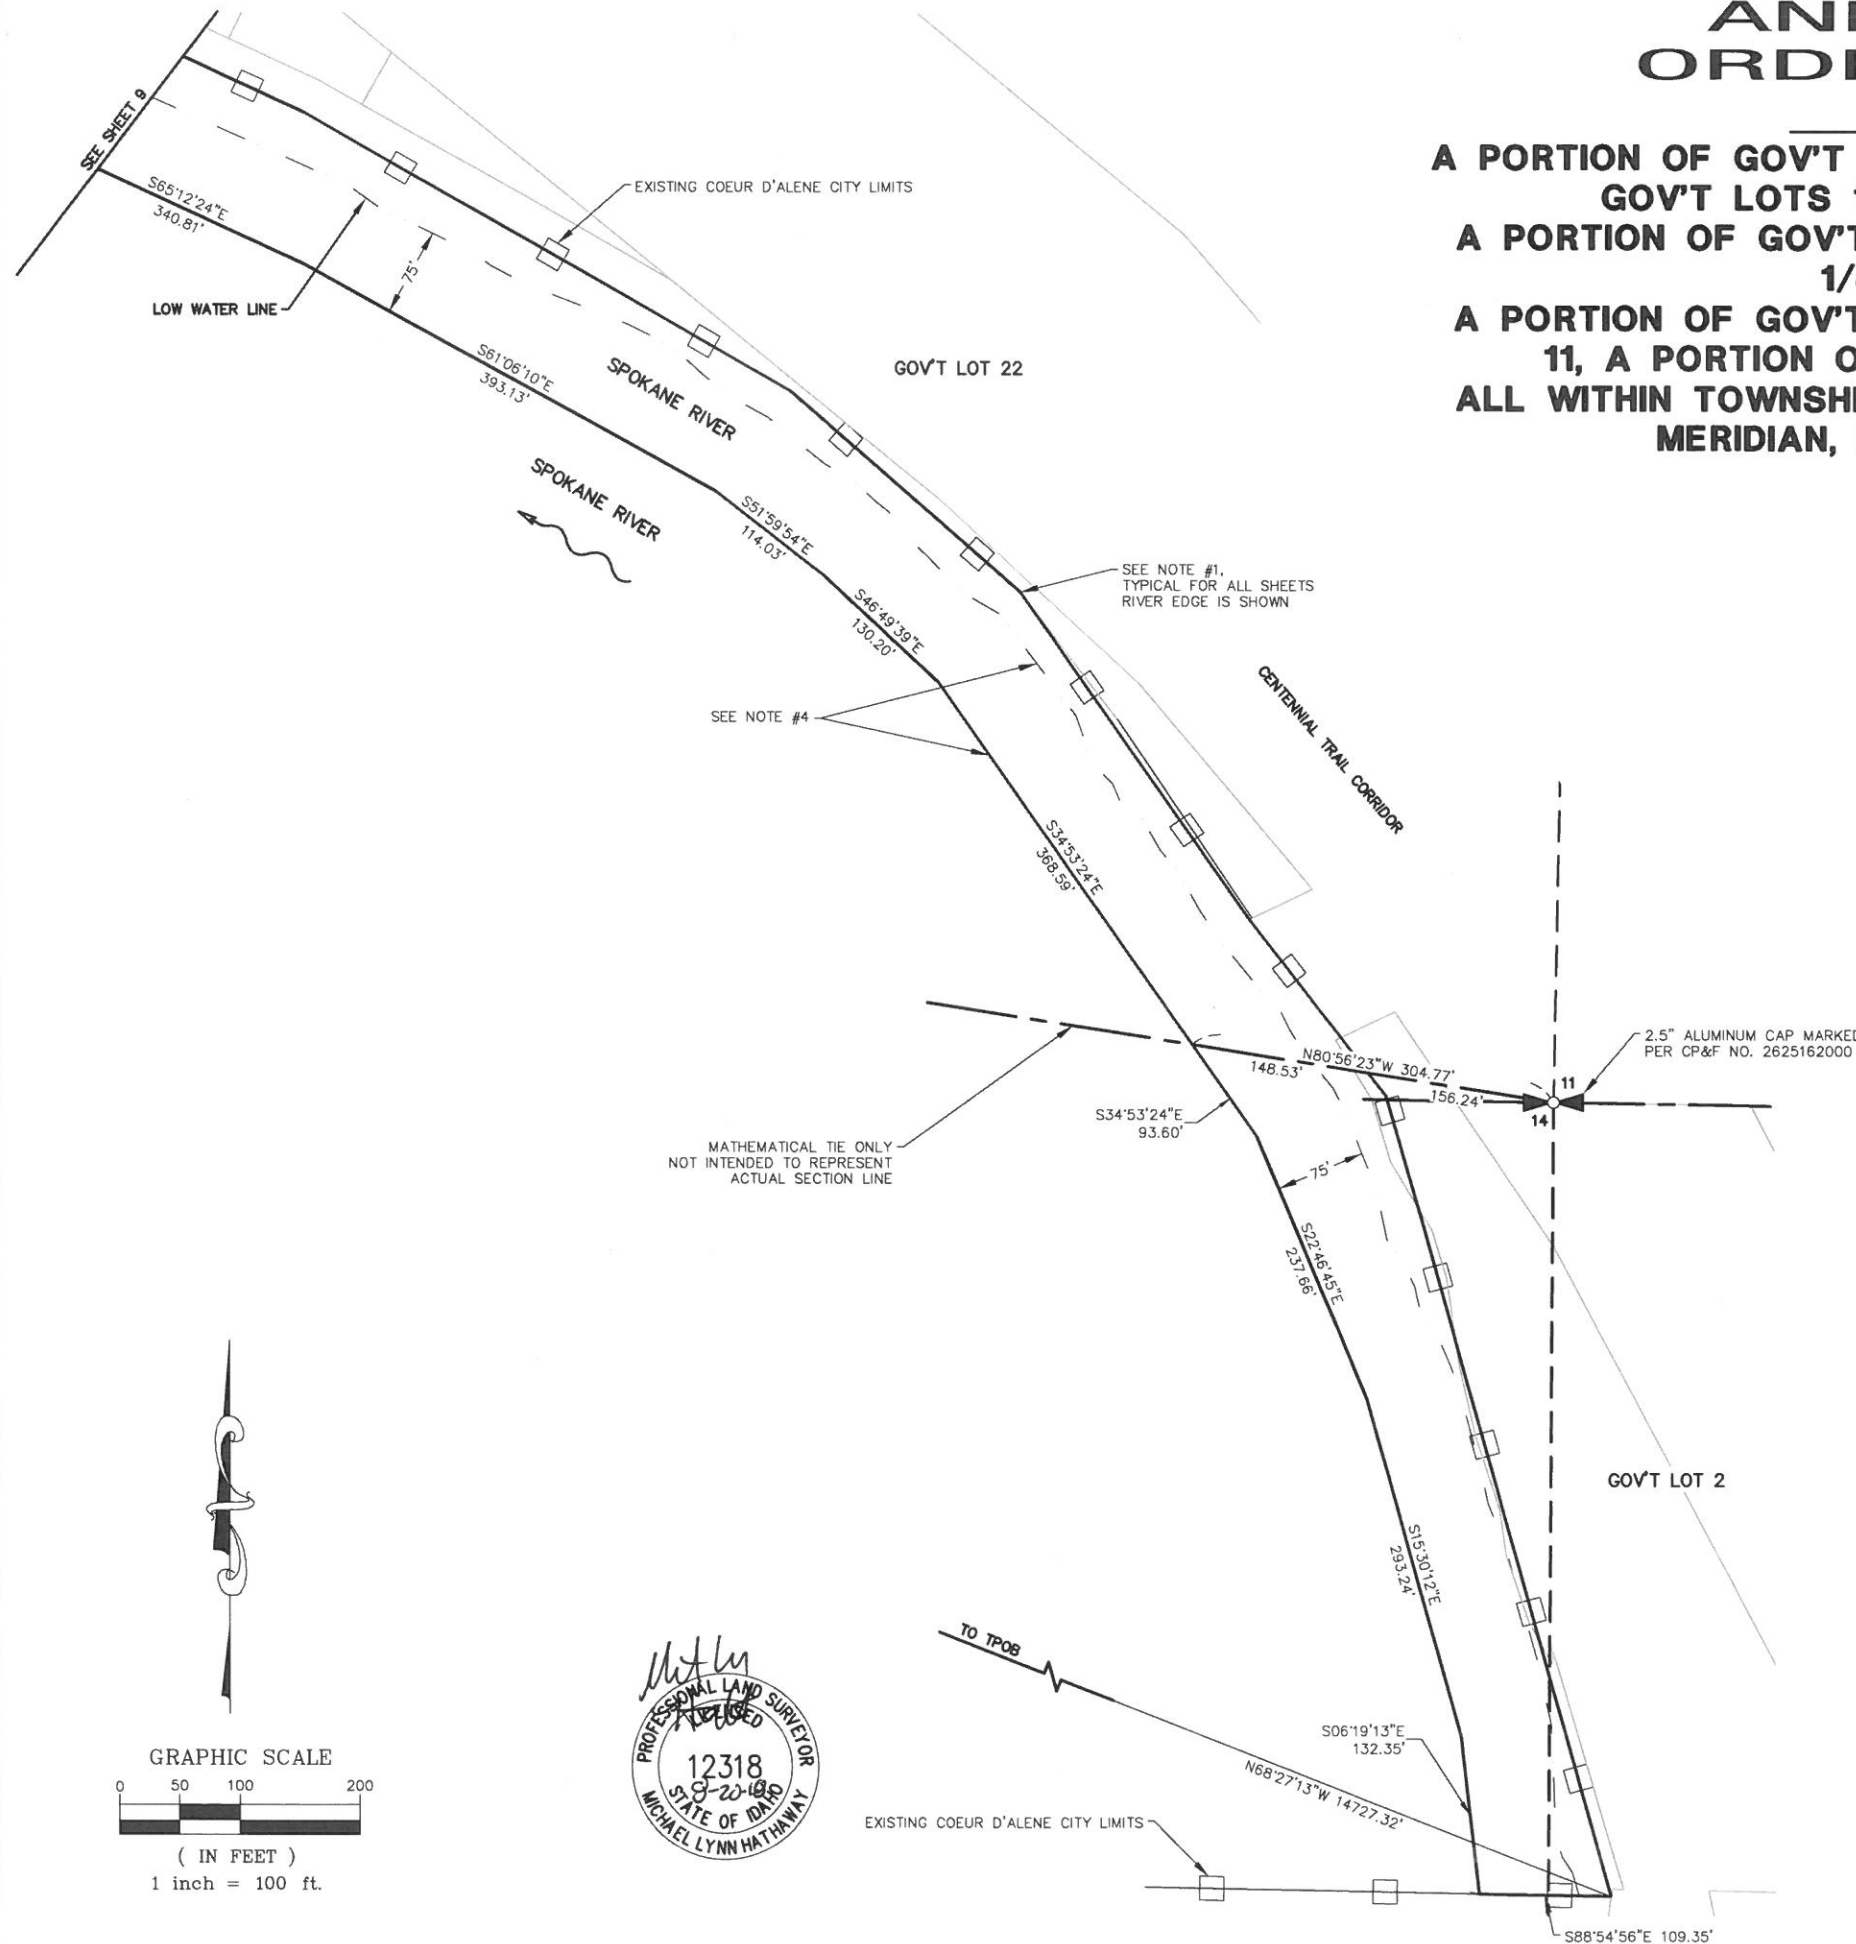 AN
ORD
A PORTION OF GOV'T
GOV'T LOTS
A PORTION OF GOV'T
1/
A PORTION OF GOV'T
11, A PORTION O
ALL WITHIN TOWNSHI
MERIDIAN,
SEE SHEET 9
S65°12'24"E
340.81'
EXISTING COEUR D'ALENE CITY LIMITS
75'
LOW WATER LINE
S61°06'10"E
393.13'
SPOKANE RIVER
GOV'T LOT 22
SPOKANE RIVER
S51°59'54"E
114.03'
S46°49'39"E
130.20'
SEE NOTE #1,
TYPICAL FOR ALL SHEETS
RIVER EDGE IS SHOWN
SEE NOTE #4
CENTENNIAL TRAIL CORRIDOR
S34°53'24"E
368.59'
N80°56'23"W 304.77'
148.53'
156.24'
11
14
2.5" ALUMINUM CAP MARKED
PER CP&F NO. 2625162000
S34°53'24"E
93.60'
MATHEMATICAL TIE ONLY
NOT INTENDED TO REPRESENT
ACTUAL SECTION LINE
75'
S22°46'45"E
237.66'
GOV'T LOT 2
S15°30'12"E
293.24'
TO TPOB
S06°19'13"E
132.35'
N68°27'13"W 14727.32'
EXISTING COEUR D'ALENE CITY LIMITS
S88°54'56"E 109.35'
GRAPHIC SCALE
0 50 100 200
( IN FEET )
1 inch = 100 ft.
PROFESSIONAL LAND SURVEYOR
LICENSED
12318
STATE OF IDAHO
MICHAEL LYNN HATHAWAY